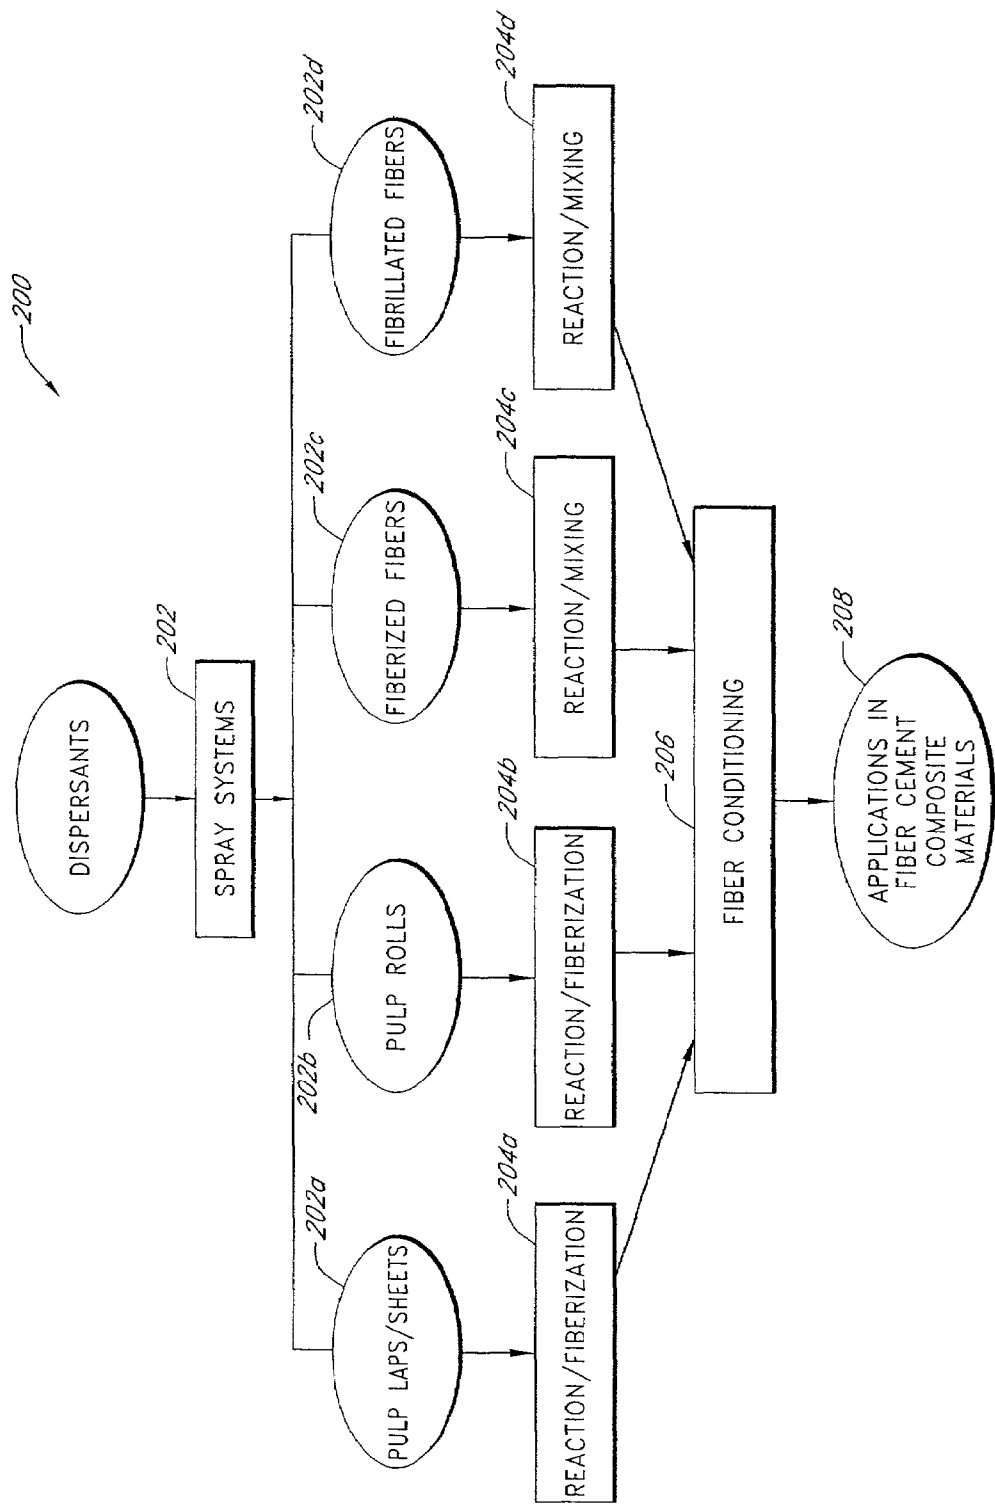 200
DISPERSANTS
202
SPRAY SYSTEMS
202a
PULP LAPS/SHEETS
202b
PULP ROLLS
202c
FIBERIZED FIBERS
202d
FIBRILLATED FIBERS
204a
REACTION/FIBERIZATION
204b
REACTION/FIBERIZATION
204c
REACTION/MIXING
204d
REACTION/MIXING
206
FIBER CONDITIONING
208
APPLICATIONS IN
FIBER CEMENT
COMPOSITE
MATERIALS